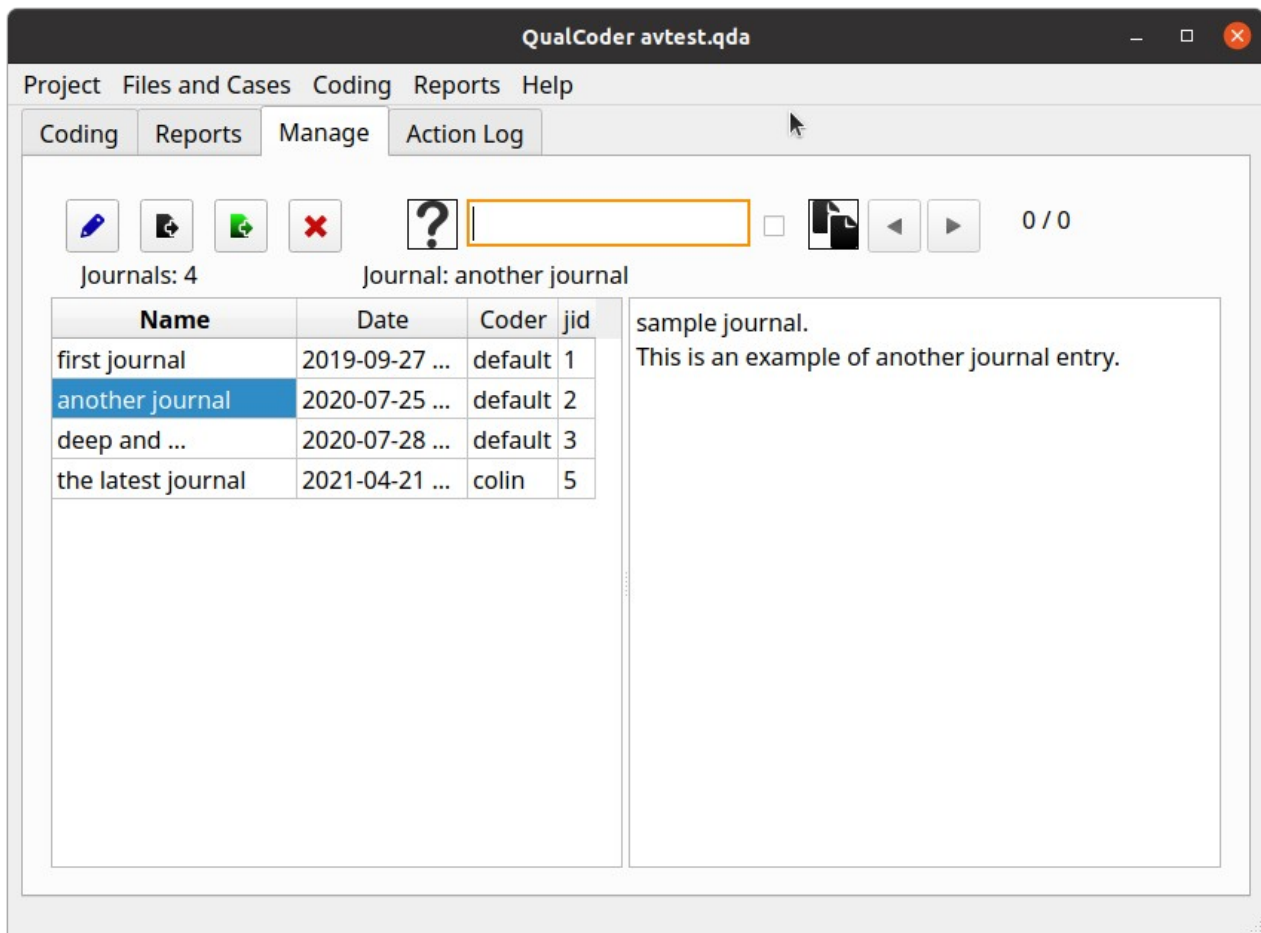 QualCoder avtest.qda
Project Files and Cases Coding Reports Help
Coding Reports Manage Action Log
0 / 0
Journals: 4 Journal: another journal
Name Date Coder jid
first journal 2019-09-27 ... default 1
another journal 2020-07-25 ... default 2
deep and ... 2020-07-28 ... default 3
the latest journal 2021-04-21 ... colin 5
sample journal.
This is an example of another journal entry.